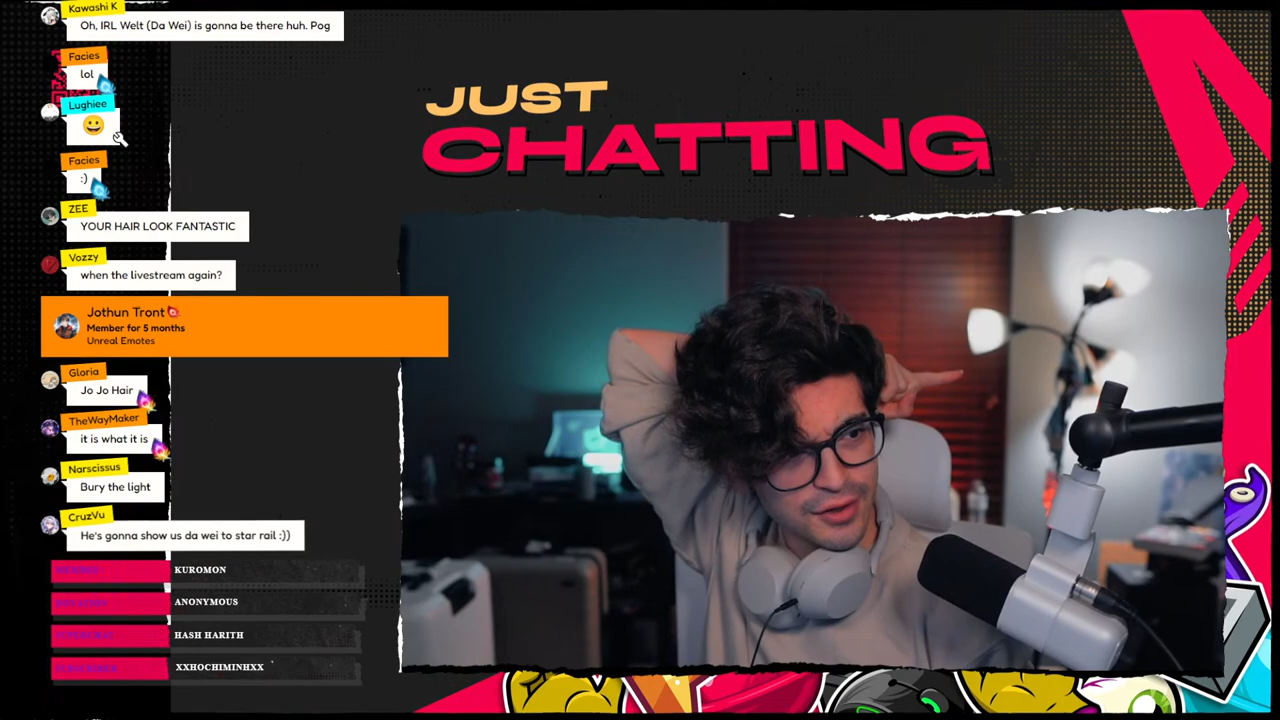 Kawashi K
Oh, IRL Welt (Da Wei) is gonna be there huh. Pog
Facies
lol
Lughiee
Facies
:)
ZEE
YOUR HAIR LOOK FANTASTIC
Vozzy
when the livestream again?
Jothun Tront
Member for 5 months
Unreal Emotes
Gloria
Jo Jo Hair
TheWayMaker
it is what it is
Narscissus
Bury the light
CruzVu
He's gonna show us da wei to star rail :))
KUROMON
ANONYMOUS
HASH HARITH
XXHOCHIMINHXX
JUST
CHATTING